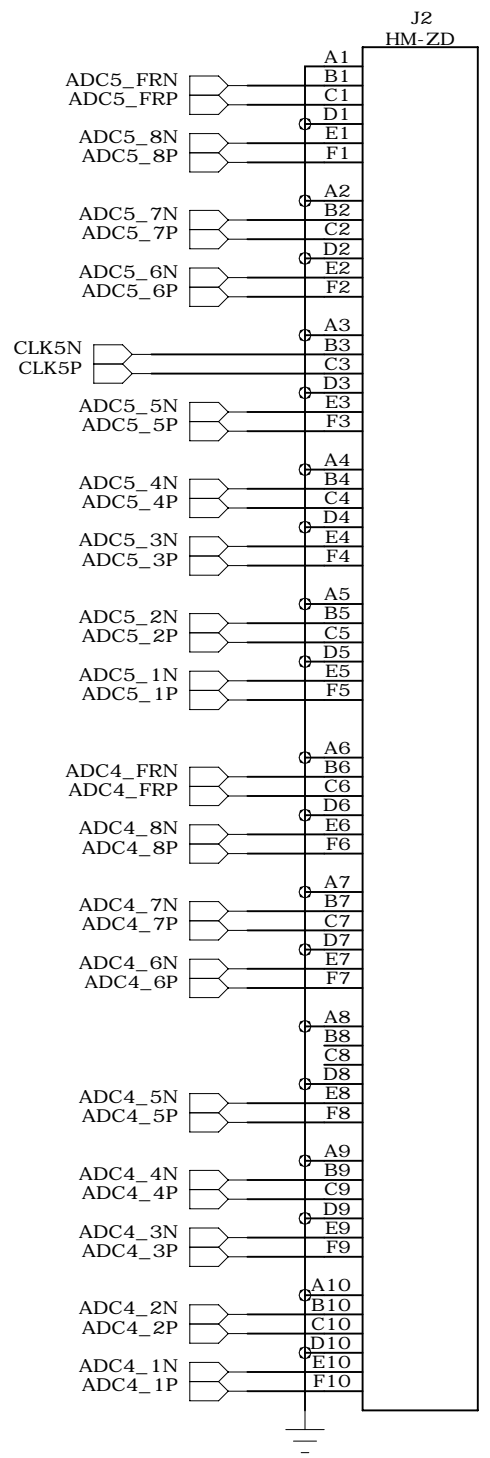 J2
HM-ZD
A1
ADC5_FRN B1
ADC5_FRP C1
D1
ADC5_8N E1
ADC5_8P F1
A2
ADC5_7N B2
ADC5_7P C2
D2
ADC5_6N E2
ADC5_6P F2
A3
CLK5N B3
CLK5P C3
D3
ADC5_5N E3
ADC5_5P F3
A4
ADC5_4N B4
ADC5_4P C4
D4
ADC5_3N E4
ADC5_3P F4
A5
ADC5_2N B5
ADC5_2P C5
D5
ADC5_1N E5
ADC5_1P F5
A6
ADC4_FRN B6
ADC4_FRP C6
D6
ADC4_8N E6
ADC4_8P F6
A7
ADC4_7N B7
ADC4_7P C7
D7
ADC4_6N E7
ADC4_6P F7
A8
B8
C8
D8
ADC4_5N E8
ADC4_5P F8
A9
ADC4_4N B9
ADC4_4P C9
D9
ADC4_3N E9
ADC4_3P F9
A10
ADC4_2N B10
ADC4_2P C10
D10
ADC4_1N E10
ADC4_1P F10